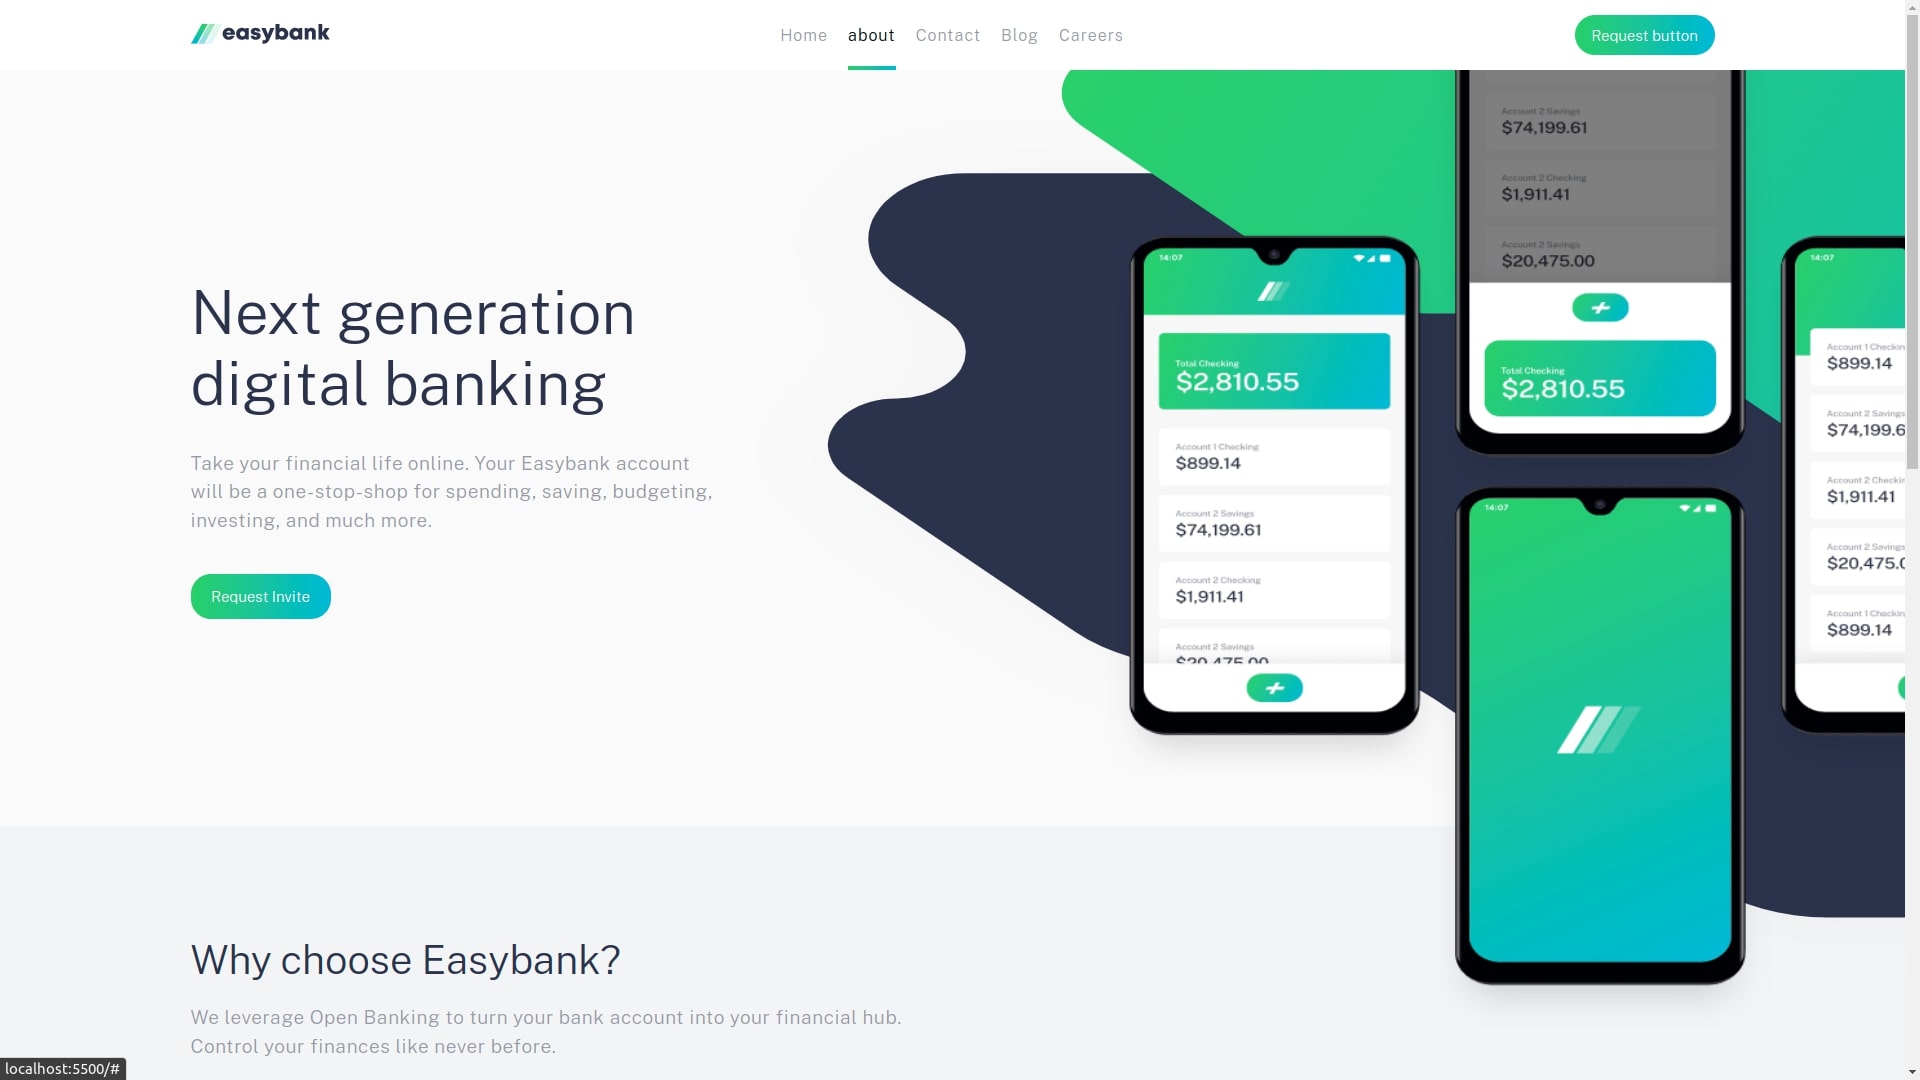 easybank
Home about Contact Blog Careers
Request button
Next generation
digital banking
Take your financial life online. Your Easybank account
will be a one-stop-shop for spending, saving, budgeting,
investing, and much more.
Request Invite
14:07
Total Checking
$2,810.55
Account 1 Checking
$899.14
Account 2 Savings
$74,199.61
Account 2 Checking
$1,911.41
Account 2 Savings
$20,475.00
Account 2 Savings
$74,199.61
Account 2 Checking
$1,911.41
Account 2 Savings
$20,475.00
Total Checking
$2,810.55
14:07
14:07
Account 1 Checkin
$899.14
Account 2 Savings
$74,199.6
Account 2 Checkin
$1,911.41
Account 2 Savings
$20,475.0
Account 1 Checkin
$899.14
Why choose Easybank?
We leverage Open Banking to turn your bank account into your financial hub.
Control your finances like never before.
localhost:5500/#